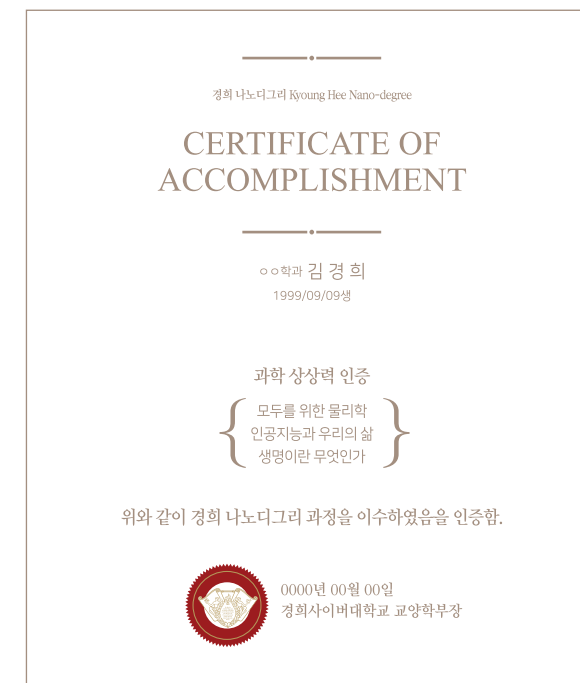 경희 나노디그리 Kyoung Hee Nano-degree
CERTIFICATE OF
ACCOMPLISHMENT
ㅇㅇ학과 김 경 희
1999/09/09생
과학 상상력 인증
모두를 위한 물리학
인공지능과 우리의 삶
생명이란 무엇인가
위와 같이 경희 나노디그리 과정을 이수하였음을 인증함.
0000년 00월 00일
경희사이버대학교 교양학부장